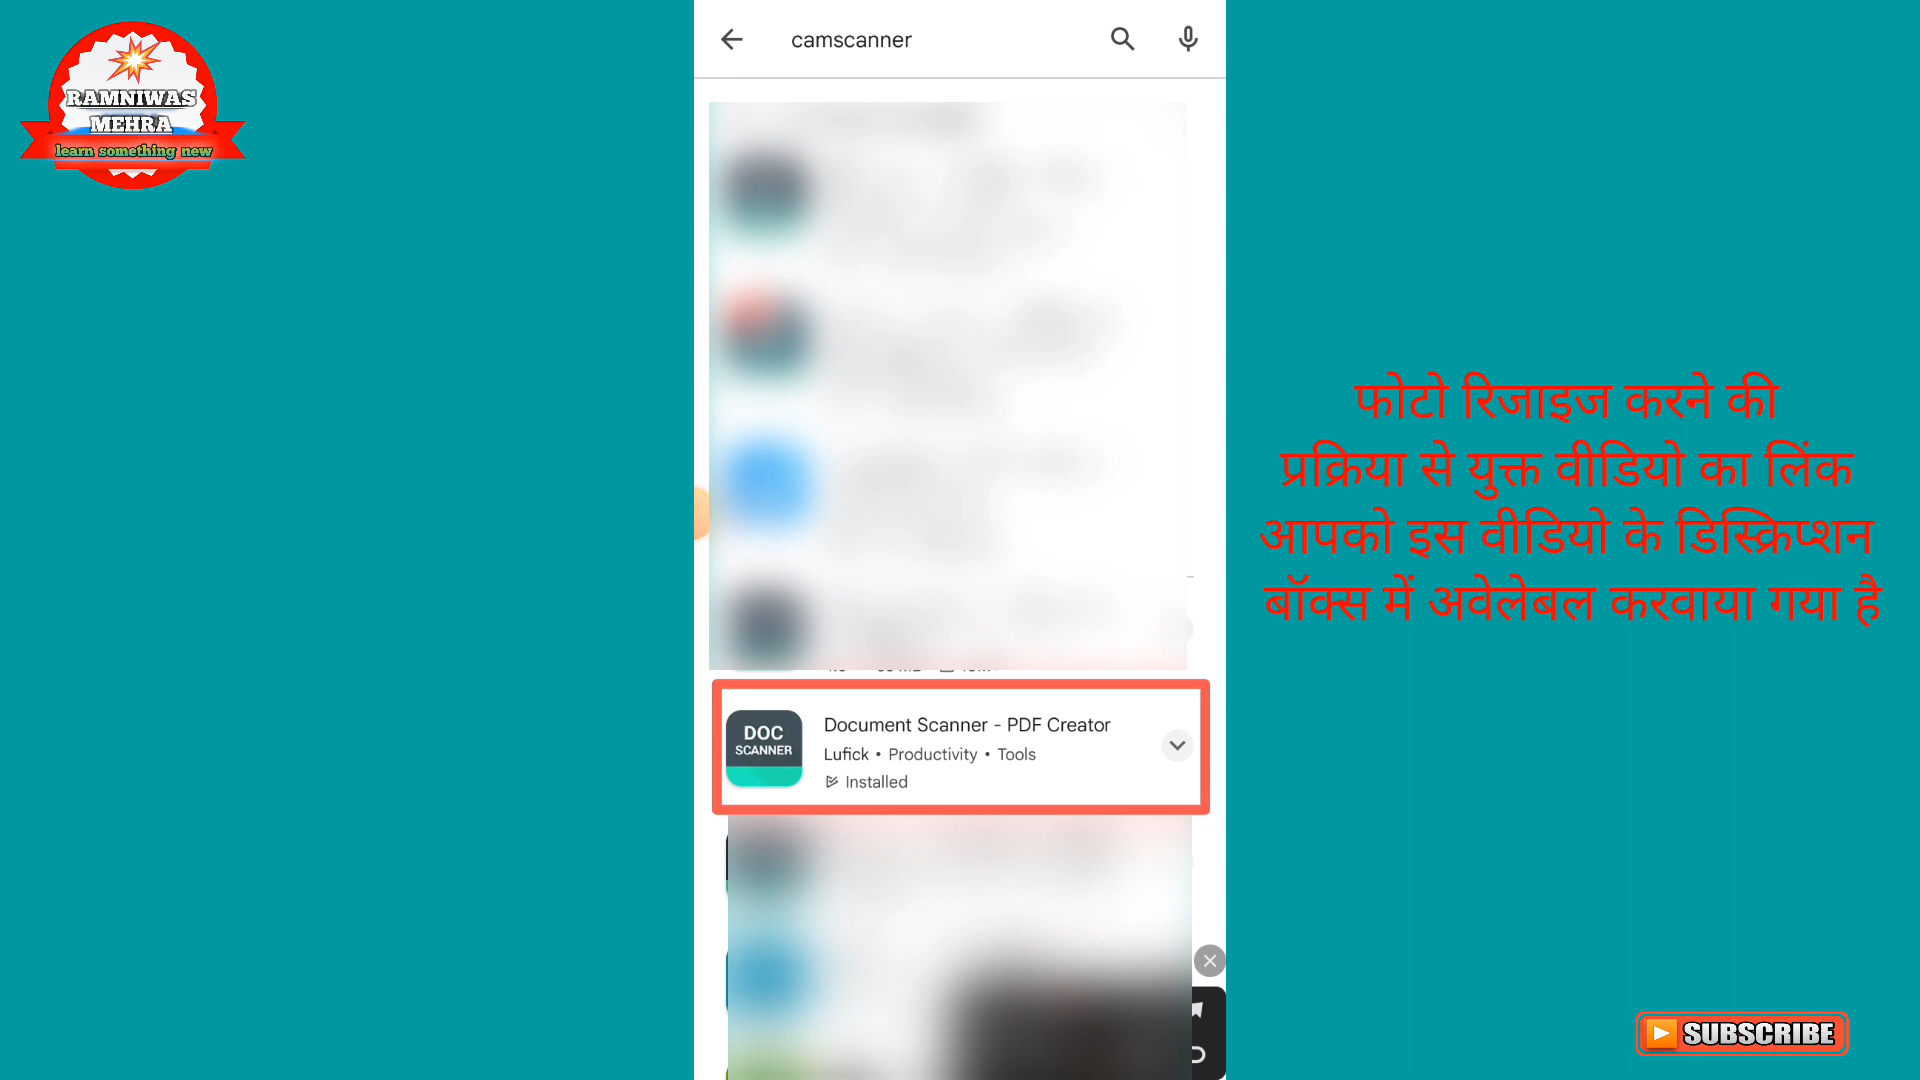 RAMNIWAS
MEHRA
learn something new
camscanner
DOC
SCANNER
Document Scanner - PDF Creator
Lufick • Productivity • Tools
Installed
फोटो रिजाइज करने की
प्रक्रिया से युक्त वीडियो का लिंक
आपको इस वीडियो के डिस्क्रिप्शन
बॉक्स में अवेलेबल करवाया गया है
SUBSCRIBE